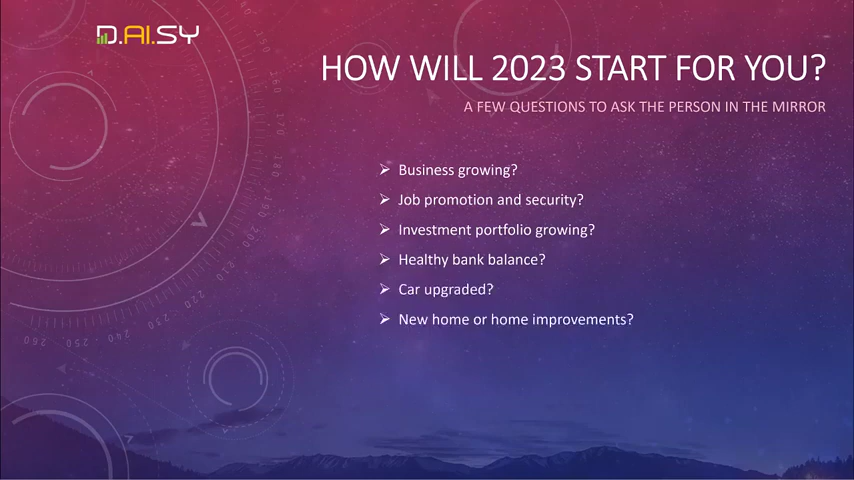 D.AI.SY
HOW WILL 2023 START FOR YOU?
A FEW QUESTIONS TO ASK THE PERSON IN THE MIRROR
Business growing?
Job promotion and security?
Investment portfolio growing?
Healthy bank balance?
Car upgraded?
New home or home improvements?